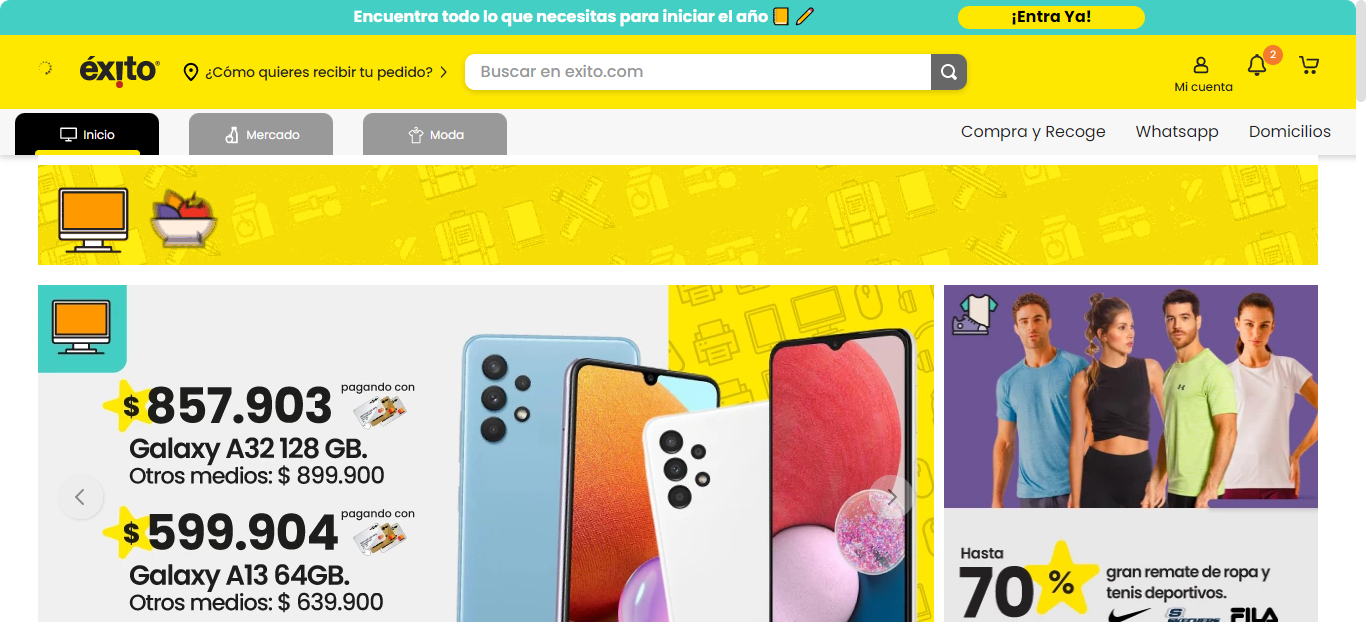 Encuentra todo lo que necesitas para iniciar el año
¡Entra Ya!
éxito
¿Cómo quieres recibir tu pedido?
Buscar en exito.com
2
Mi cuenta
Inicio
Mercado
Moda
Compra y Recoge
Whatsapp
Domicilios
$857.903
pagando con
Galaxy A32 128 GB.
Otros medios: $ 899.900
$599.904
pagando con
Galaxy A13 64GB.
Otros medios: $ 639.900
Hasta
70%
gran remate de ropa y
tenis deportivos.
SKECHERS
FILA